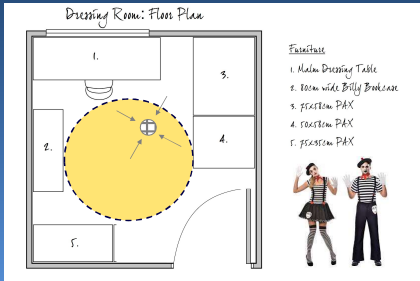 Dressing Room: Floor Plan
1.
2.
3.
4.
5.
Furniture
1. Malm Dressing Table
2. 80cm wide Billy Bookcase
3. 75x58cm PAX
4. 50x58cm PAX
5. 75x35cm PAX